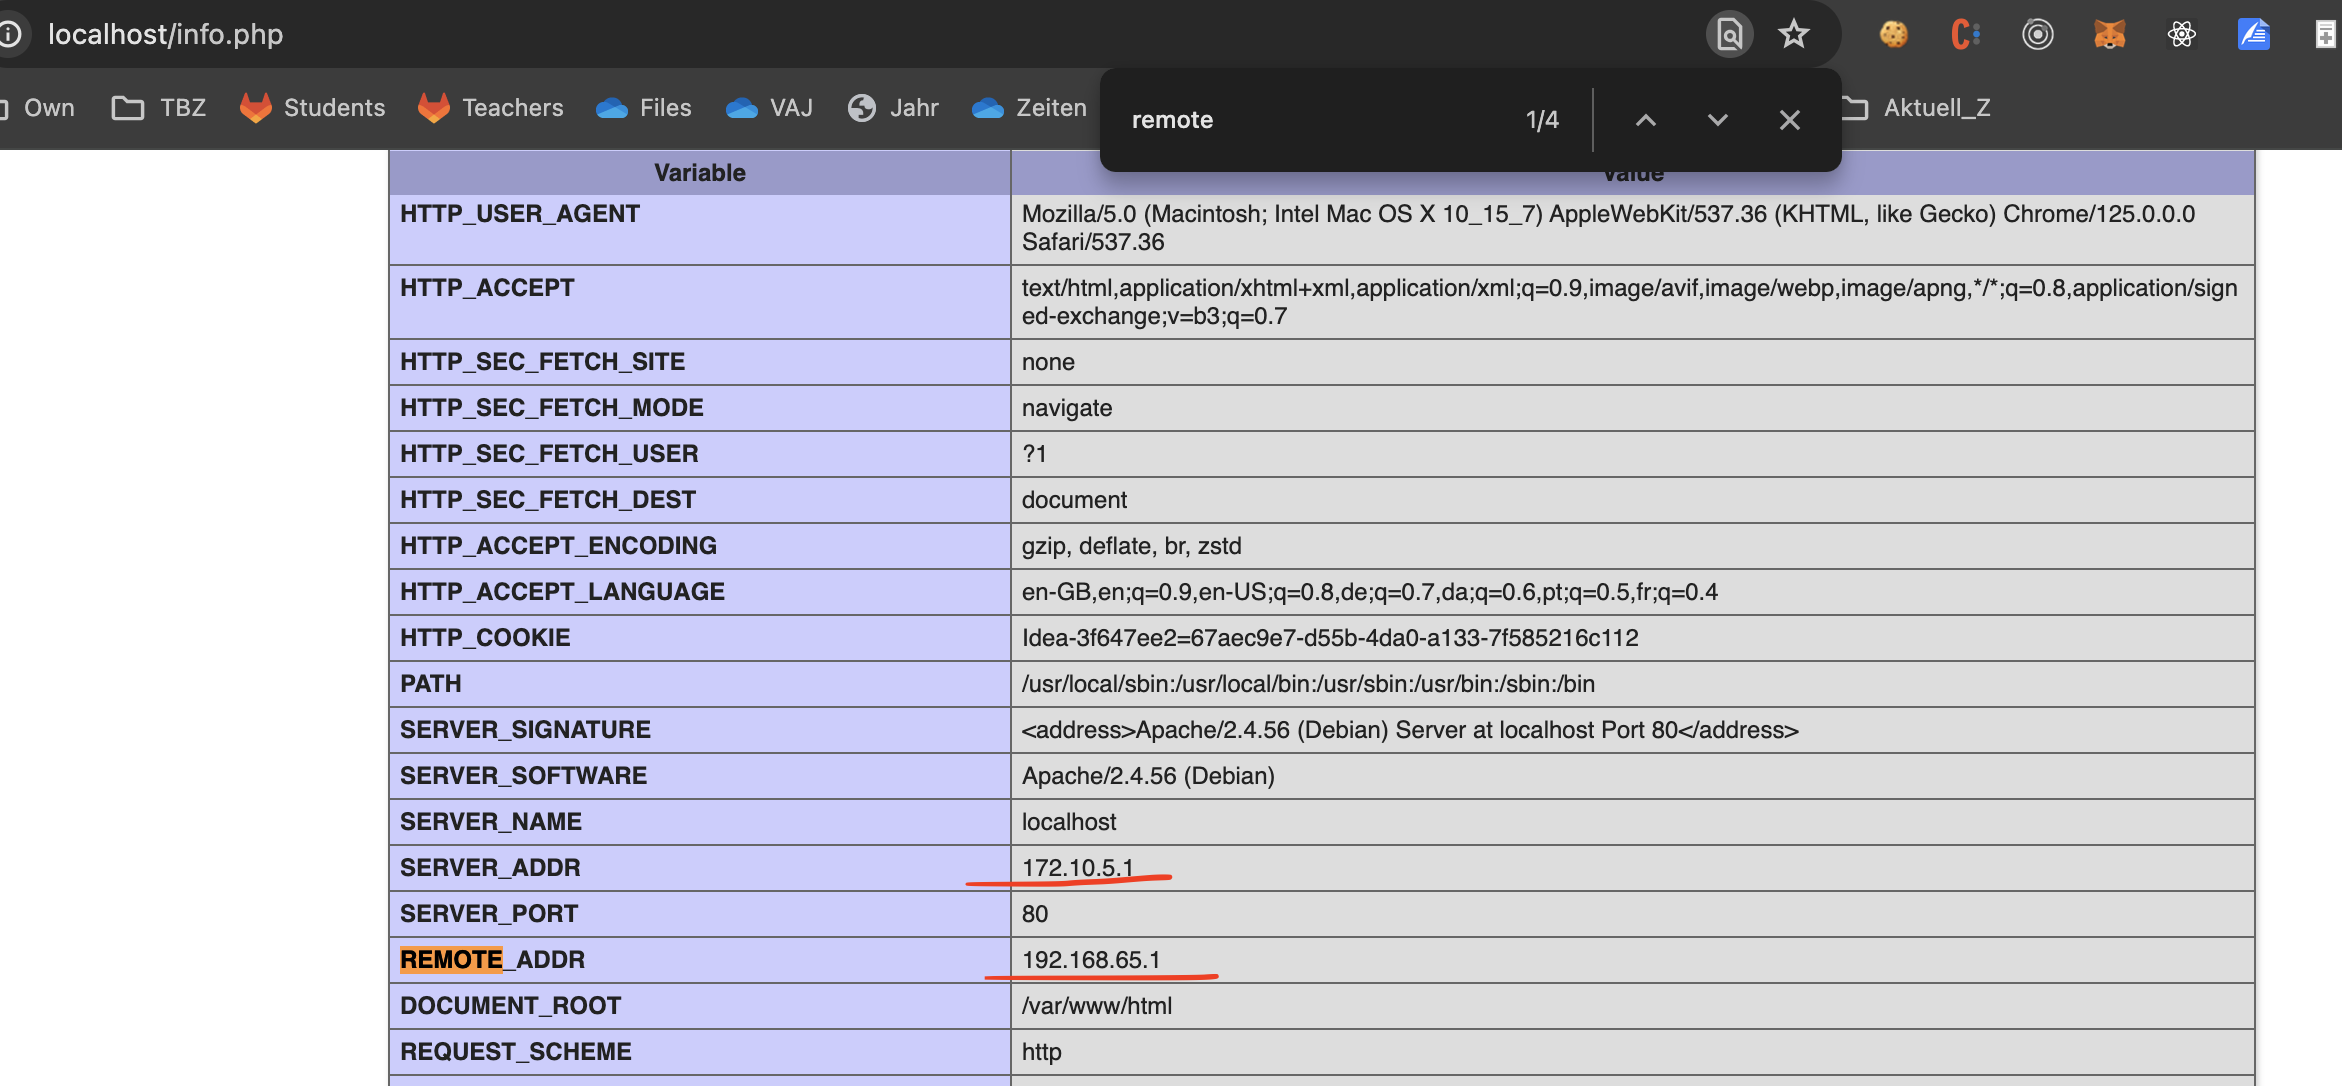 localhost/info.php
Own TBZ Students Teachers Files VAJ Jahr Zeiten Aktuell_Z
remote 1/4
Variable Value
HTTP_USER_AGENT Mozilla/5.0 (Macintosh; Intel Mac OS X 10_15_7) AppleWebKit/537.36 (KHTML, like Gecko) Chrome/125.0.0.0
Safari/537.36
HTTP_ACCEPT text/html,application/xhtml+xml,application/xml;q=0.9,image/avif,image/webp,image/apng,*/*;q=0.8,application/sign
ed-exchange;v=b3;q=0.7
HTTP_SEC_FETCH_SITE none
HTTP_SEC_FETCH_MODE navigate
HTTP_SEC_FETCH_USER ?1
HTTP_SEC_FETCH_DEST document
HTTP_ACCEPT_ENCODING gzip, deflate, br, zstd
HTTP_ACCEPT_LANGUAGE en-GB,en;q=0.9,en-US;q=0.8,de;q=0.7,da;q=0.6,pt;q=0.5,fr;q=0.4
HTTP_COOKIE Idea-3f647ee2=67aec9e7-d55b-4da0-a133-7f585216c112
PATH /usr/local/sbin:/usr/local/bin:/usr/sbin:/usr/bin:/sbin:/bin
SERVER_SIGNATURE <address>Apache/2.4.56 (Debian) Server at localhost Port 80</address>
SERVER_SOFTWARE Apache/2.4.56 (Debian)
SERVER_NAME localhost
SERVER_ADDR 172.10.5.1
SERVER_PORT 80
REMOTE_ADDR 192.168.65.1
DOCUMENT_ROOT /var/www/html
REQUEST_SCHEME http